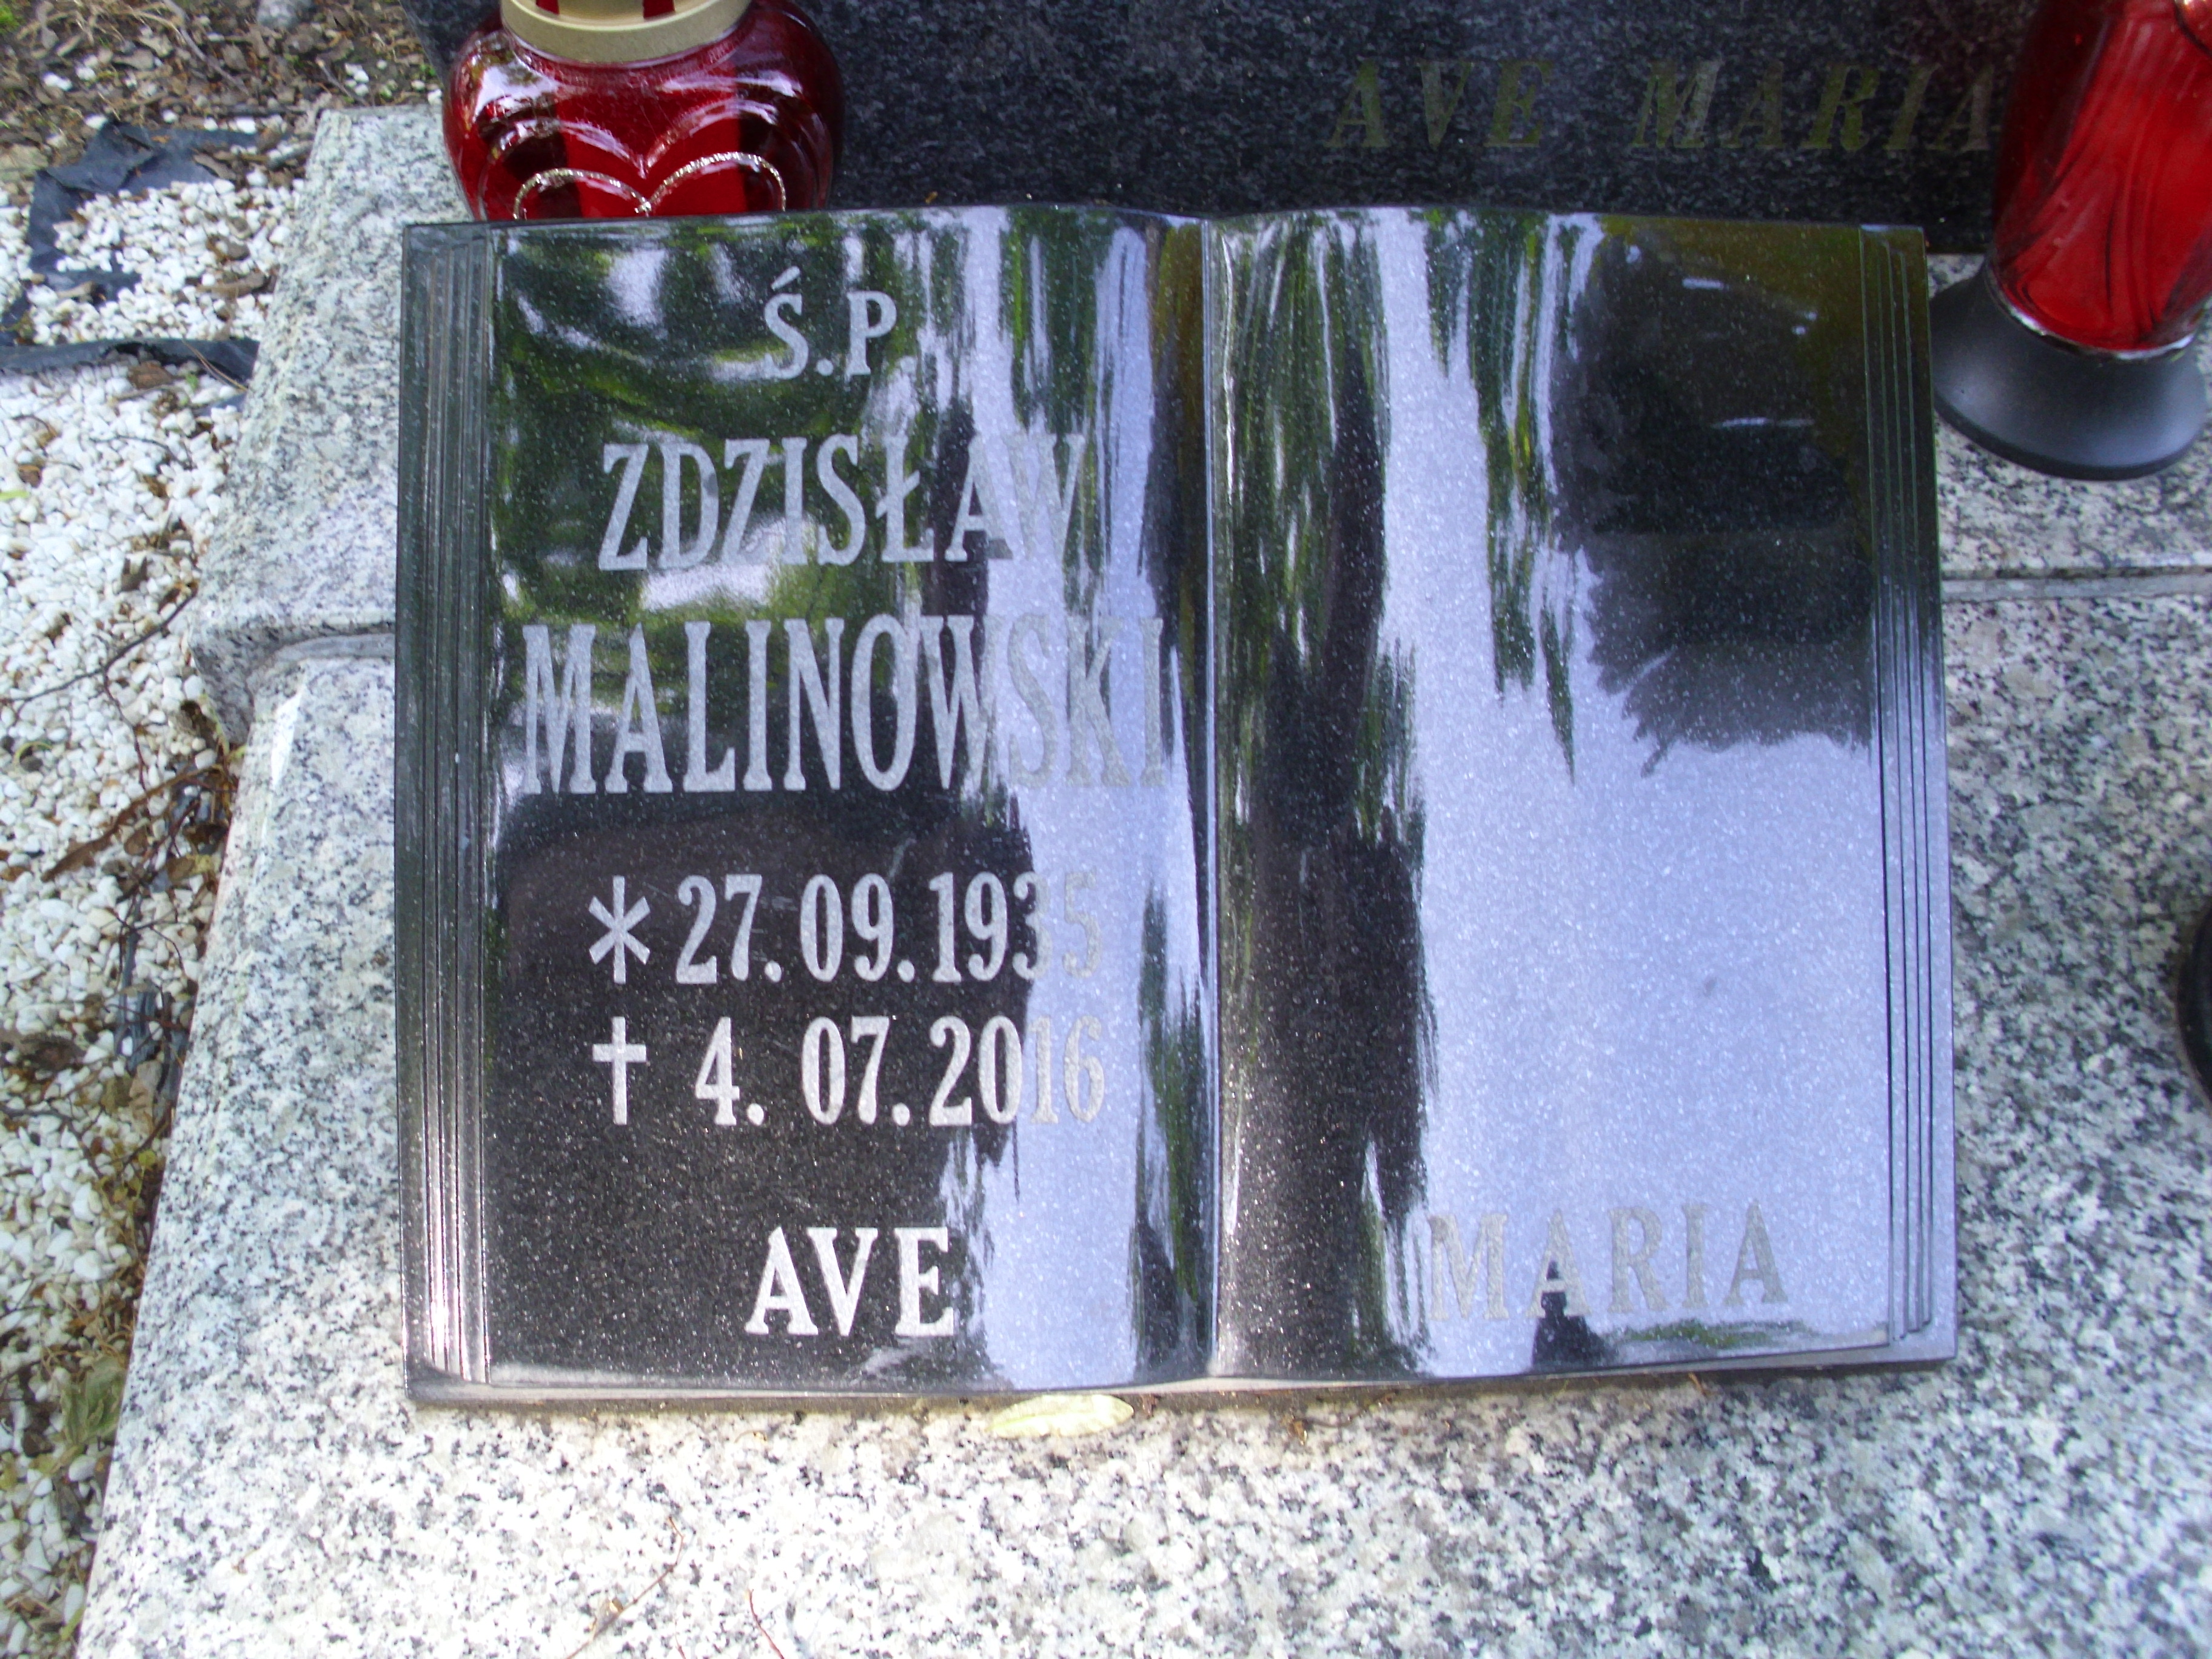 AVE MARIA
Ś.P
ZDZISŁAW
MALINOWSKI
* 27.09.1935
† 4. 07.2016
AVE MARIA